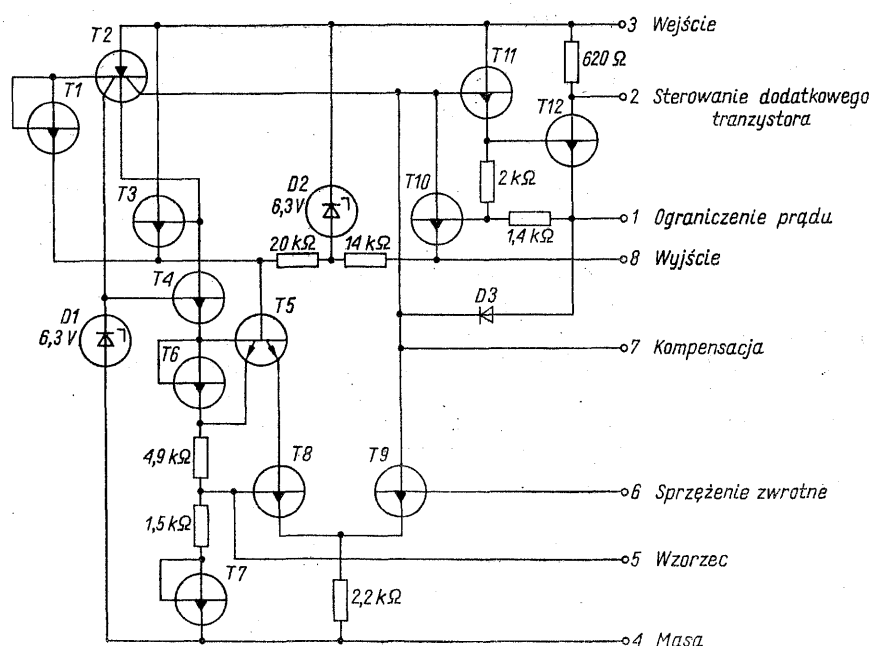 3 Wejście
T2
T11
620 Ω
T1
2 Sterowanie dodatkowego
tranzystora
T12
T3
D2
6,3 V
T10
2 kΩ
1 Ograniczenie prądu
1,4 kΩ
20 kΩ
14 kΩ
8 Wyjście
T4
T5
D3
D1
6,3 V
T6
7 Kompensacja
4,9 kΩ
T8
T9
6 Sprzężenie zwrotne
1,5 kΩ
5 Wzorzec
T7
2,2 kΩ
4 Masa